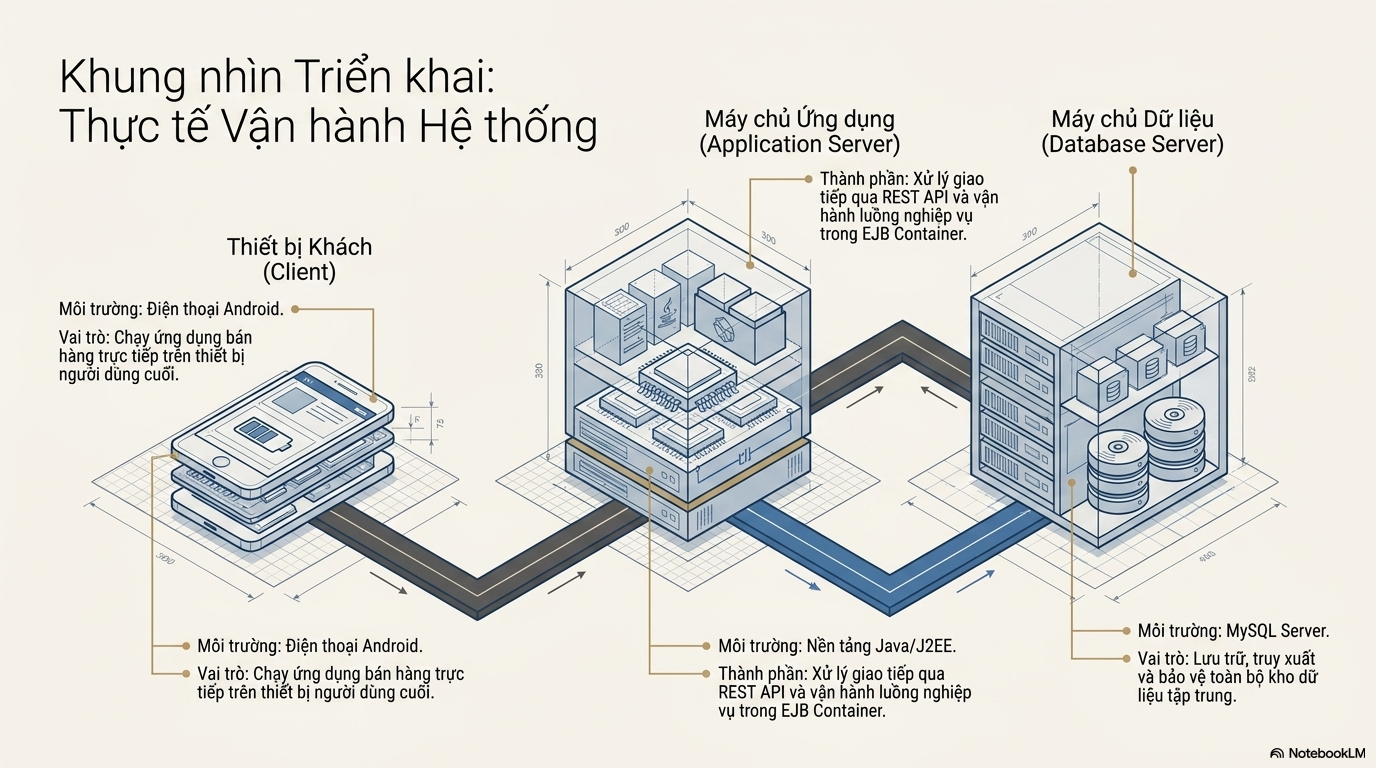 Khung nhìn Triển khai:
Thực tế Vận hành Hệ thống
Thiết bị Khách
(Client)
Môi trường: Điện thoại Android.
Vai trò: Chạy ứng dụng bán
hàng trực tiếp trên thiết bị
người dùng cuối.
Máy chủ Ứng dụng
(Application Server)
Thành phần: Xử lý giao
tiếp qua REST API và vận
hành luồng nghiệp vụ
trong EJB Container.
Máy chủ Dữ liệu
(Database Server)
300
300
300
75
Môi trường: Điện thoại Android.
Vai trò: Chạy ứng dụng bán hàng trực
tiếp trên thiết bị người dùng cuối.
Môi trường: Nền tảng Java/J2EE.
Thành phần: Xử lý giao tiếp qua
REST API và vận hành luồng nghiệp
vụ trong EJB Container.
Môi trường: MySQL Server.
Vai trò: Lưu trữ, truy xuất
và bảo vệ toàn bộ kho dữ
liệu tập trung.
NotebookLM